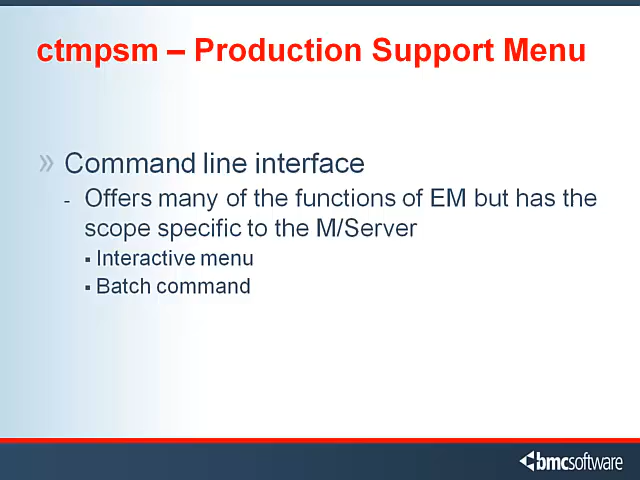 ctmpsm – Production Support Menu
» Command line interface
- Offers many of the functions of EM but has the
scope specific to the M/Server
▪ Interactive menu
▪ Batch command
bmcsoftware